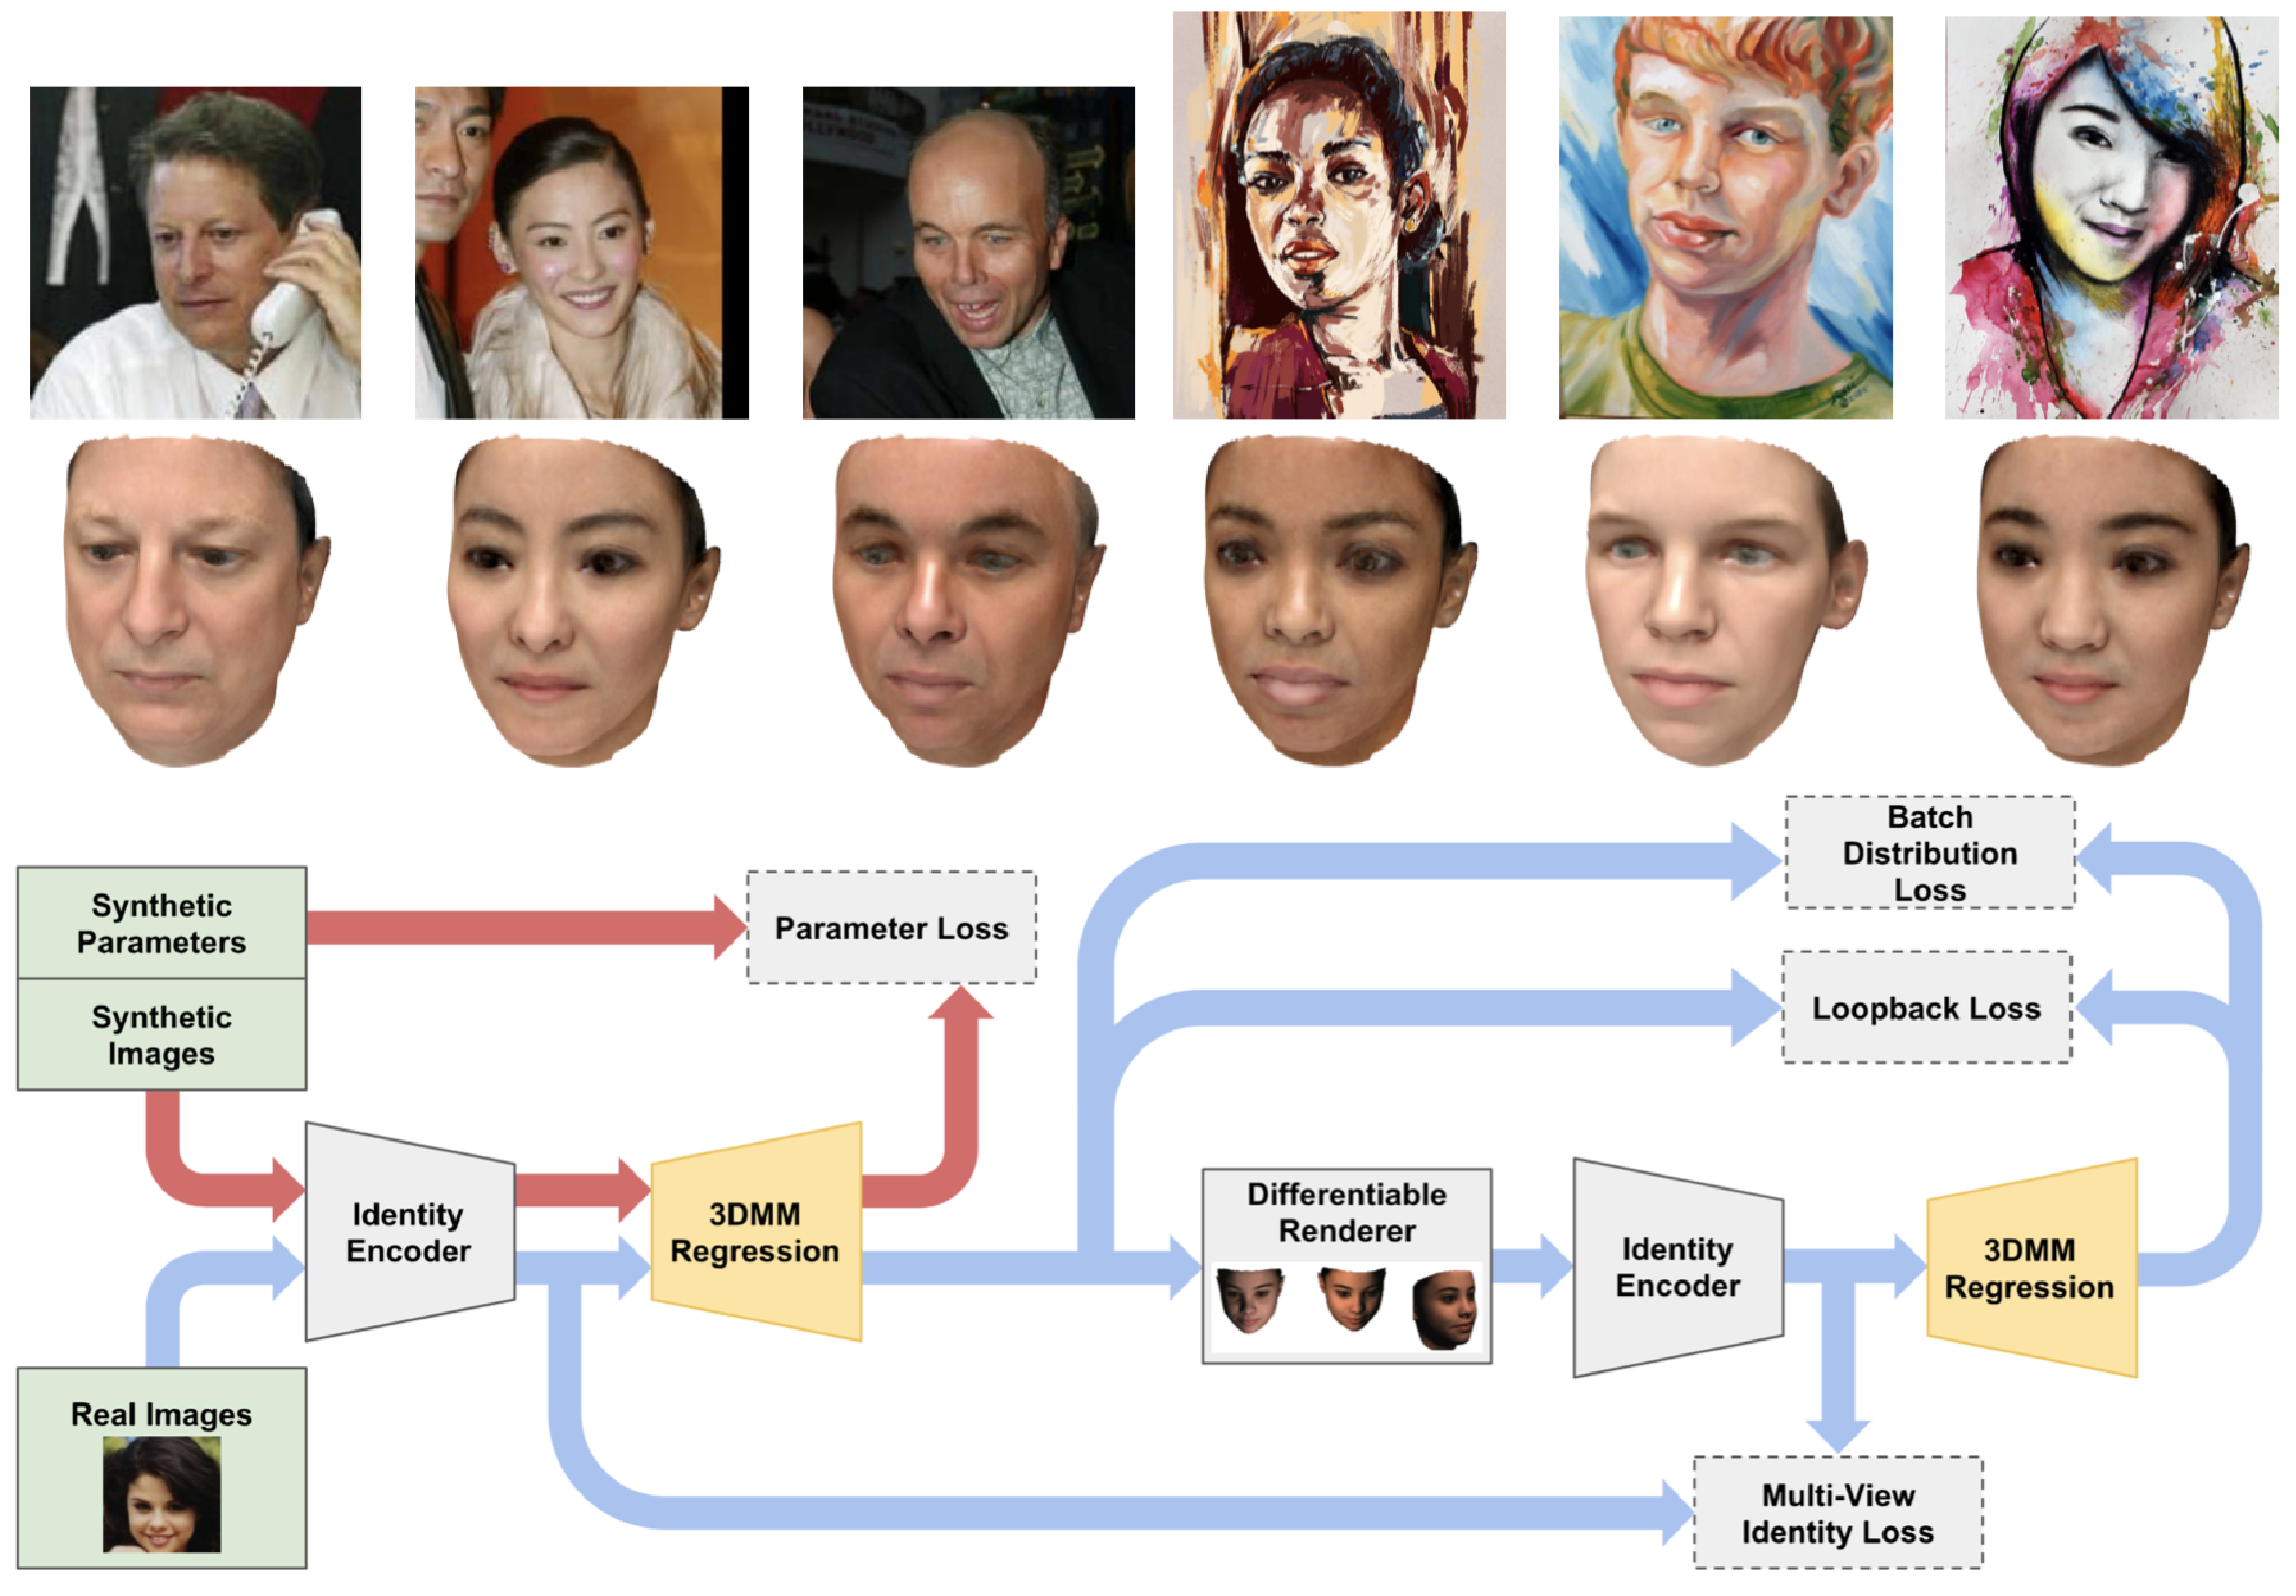 Synthetic
Parameters
Synthetic
Images
Parameter Loss
Batch
Distribution
Loss
Loopback Loss
Identity
Encoder
3DMM
Regression
Differentiable
Renderer
Identity
Encoder
3DMM
Regression
Real Images
Multi-View
Identity Loss